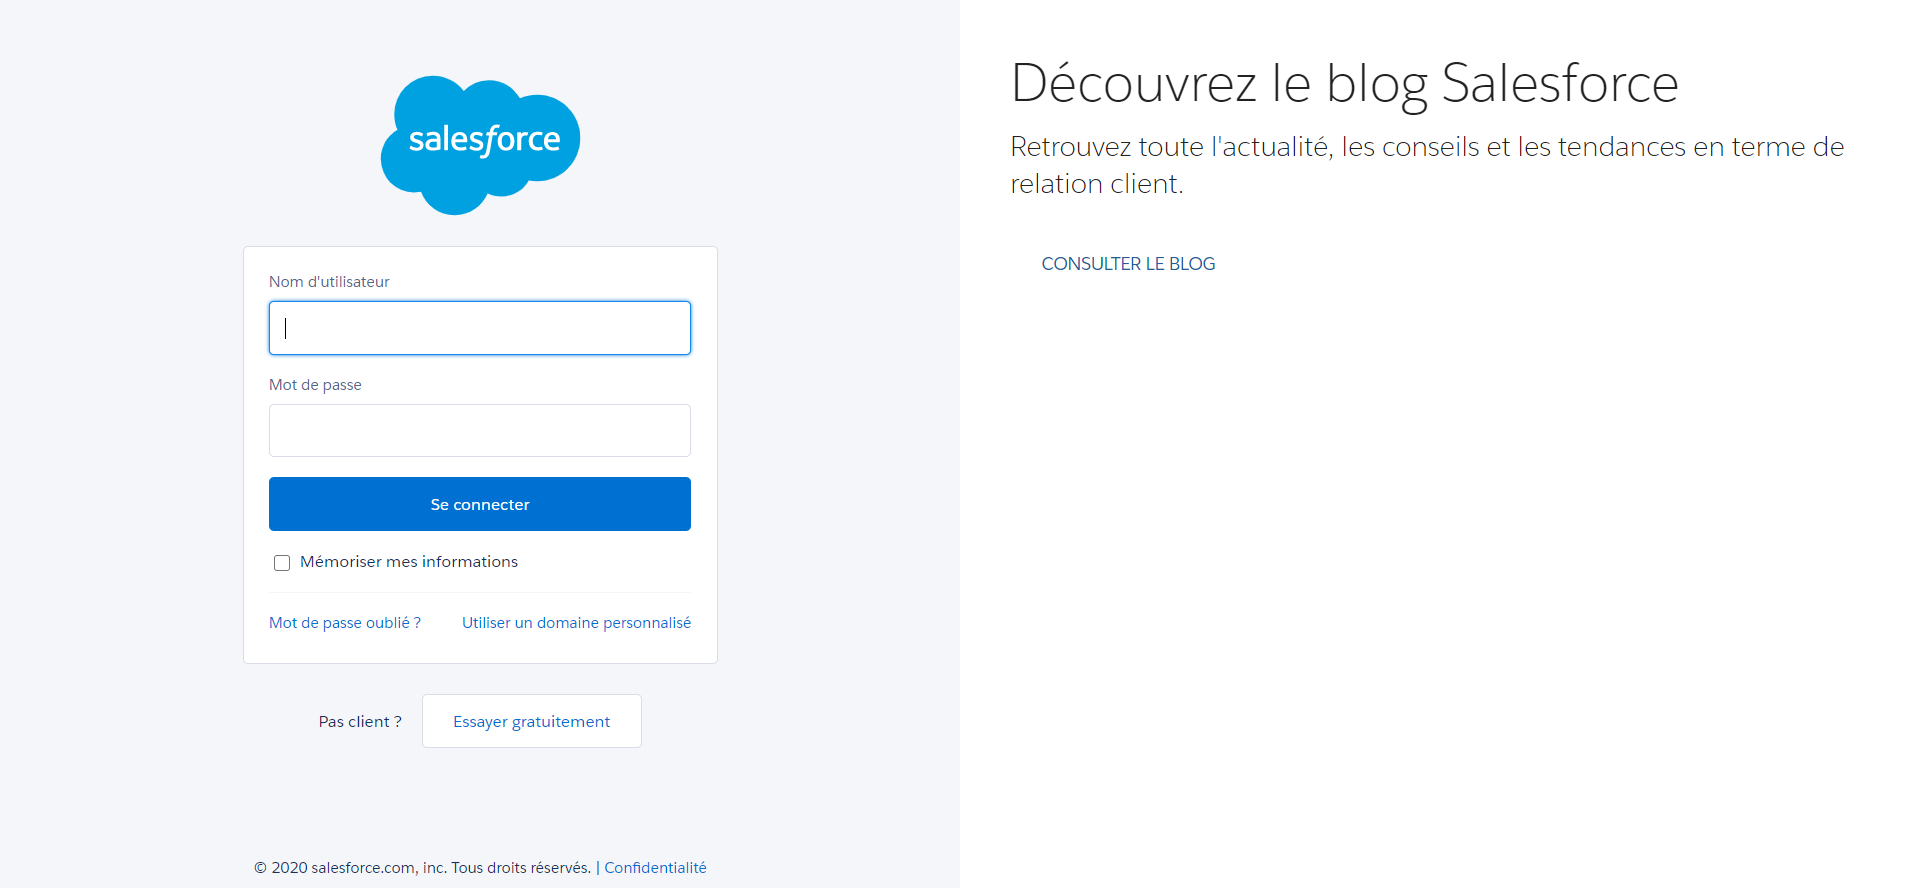 salesforce
Nom d'utilisateur
Mot de passe
Se connecter
Mémoriser mes informations
Mot de passe oublié ?
Utiliser un domaine personnalisé
Pas client ?
Essayer gratuitement
© 2020 salesforce.com, inc. Tous droits réservés. | Confidentialité
Découvrez le blog Salesforce
Retrouvez toute l'actualité, les conseils et les tendances en terme de
relation client.
CONSULTER LE BLOG